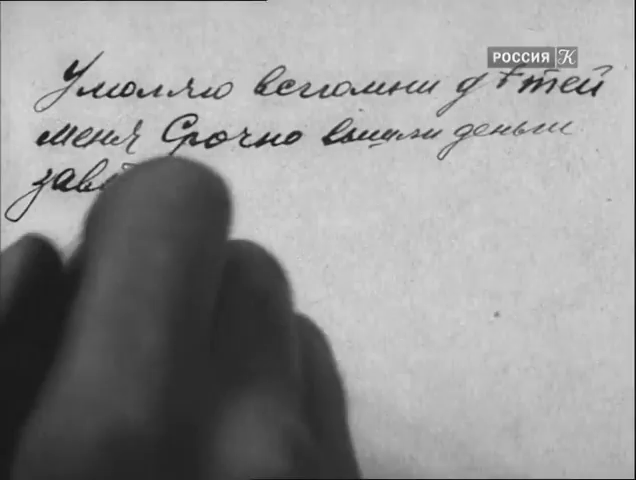 РОССИЯ К
Умоляю вспомни дѣтей
меня Срочно вышли деньги